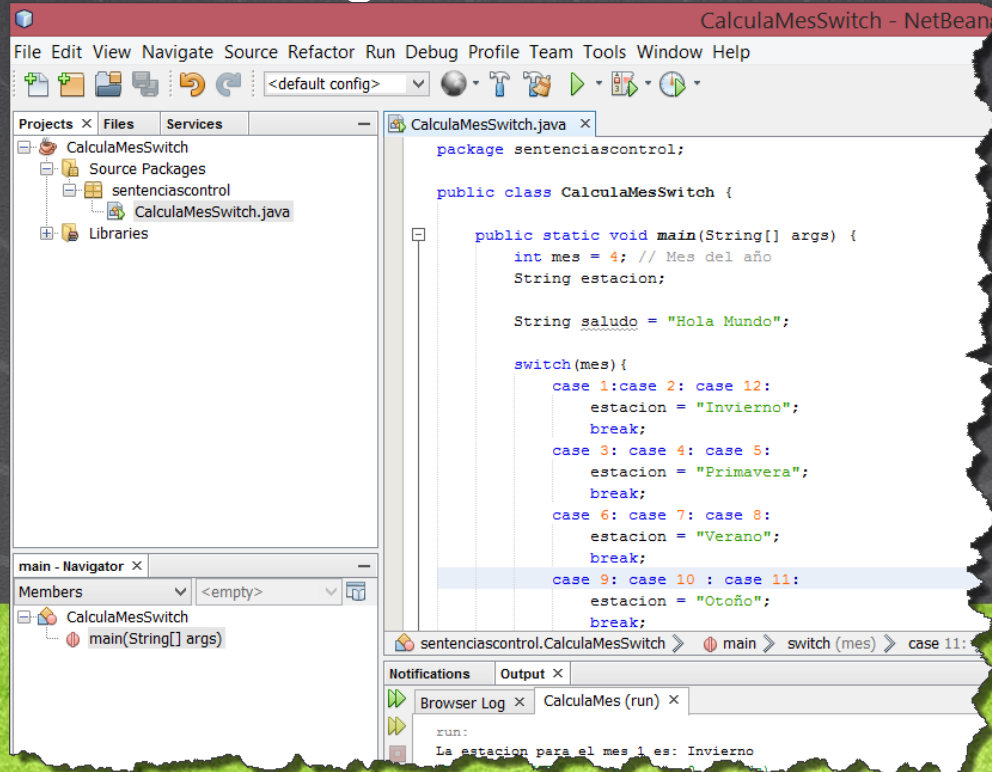 CalculaMesSwitch - NetBeans
File Edit View Navigate Source Refactor Run Debug Profile Team Tools Window Help
<default config>
Projects Files Services
CalculaMesSwitch
Source Packages
sentenciascontrol
CalculaMesSwitch.java
Libraries
main - Navigator
Members <empty>
CalculaMesSwitch
main(String[] args)
CalculaMesSwitch.java
package sentenciascontrol;
public class CalculaMesSwitch {
public static void main(String[] args) {
int mes = 4; // Mes del año
String estacion;
String saludo = "Hola Mundo";
switch(mes){
case 1:case 2: case 12:
estacion = "Invierno";
break;
case 3: case 4: case 5:
estacion = "Primavera";
break;
case 6: case 7: case 8:
estacion = "Verano";
break;
case 9: case 10 : case 11:
estacion = "Otoño";
break;
sentenciascontrol.CalculaMesSwitch main switch (mes) case 11:
Notifications Output
Browser Log CalculaMes (run)
run:
La estacion para el mes 1 es: Invierno